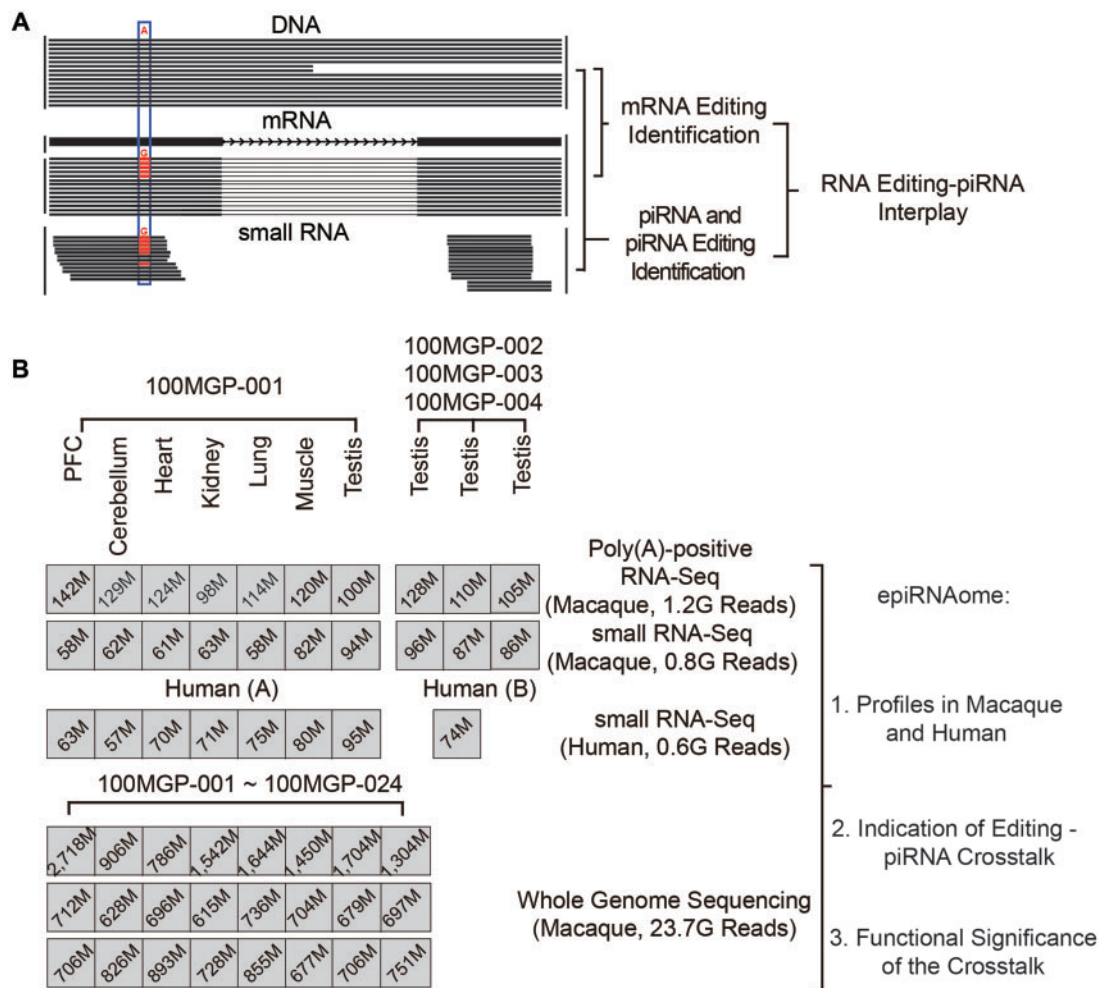 A
DNA
A
mRNA
G
small RNA
G
mRNA Editing
Identification
piRNA and
piRNA Editing
Identification
RNA Editing-piRNA
Interplay
B
100MGP-001
100MGP-002
100MGP-003
100MGP-004
PFC
Cerebellum
Heart
Kidney
Lung
Muscle
Testis
Testis
Testis
Testis
142M 129M 124M 98M 114M 120M 100M 128M 110M 105M
Poly(A)-positive
RNA-Seq
(Macaque, 1.2G Reads)
58M 62M 61M 63M 58M 82M 94M 96M 87M 86M
small RNA-Seq
(Macaque, 0.8G Reads)
Human (A)
Human (B)
63M 57M 70M 71M 75M 80M 95M 74M
small RNA-Seq
(Human, 0.6G Reads)
100MGP-001 ~ 100MGP-024
2,718M 906M 786M 1,542M 1,644M 1,450M 1,704M 1,304M
712M 628M 696M 615M 736M 704M 679M 697M
706M 826M 893M 728M 855M 677M 706M 751M
Whole Genome Sequencing
(Macaque, 23.7G Reads)
epiRNAome:
1. Profiles in Macaque
and Human
2. Indication of Editing -
piRNA Crosstalk
3. Functional Significance
of the Crosstalk